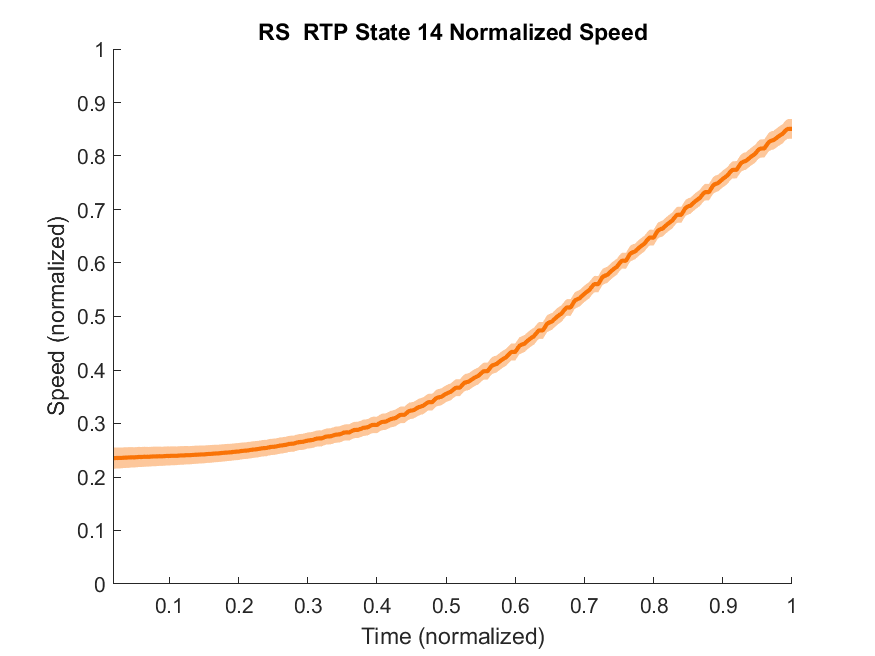 RS  RTP State 14 Normalized Speed
1
0.9
0.8
0.7
0.6
0.5
0.4
0.3
0.2
0.1
0
Speed (normalized)
0.1 0.2 0.3 0.4 0.5 0.6 0.7 0.8 0.9 1
Time (normalized)